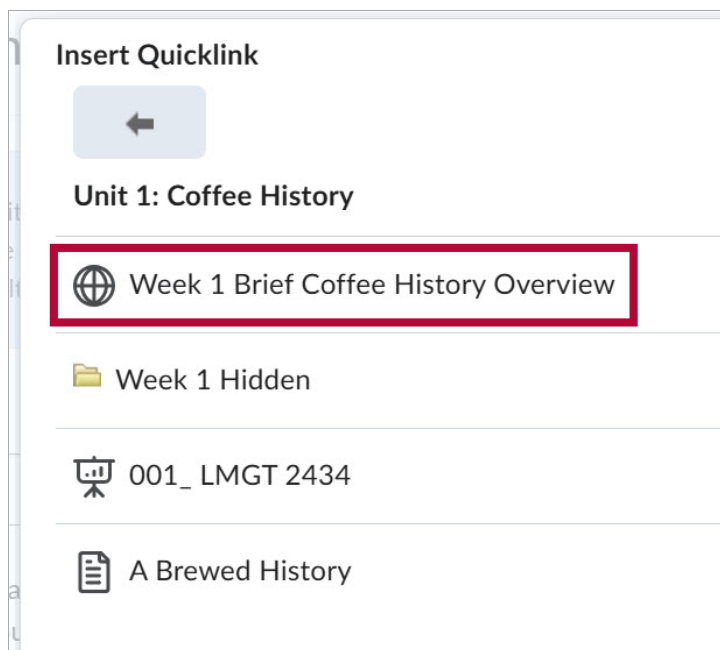 Insert Quicklink
Unit 1: Coffee History
Week 1 Brief Coffee History Overview
Week 1 Hidden
001_ LMGT 2434
A Brewed History